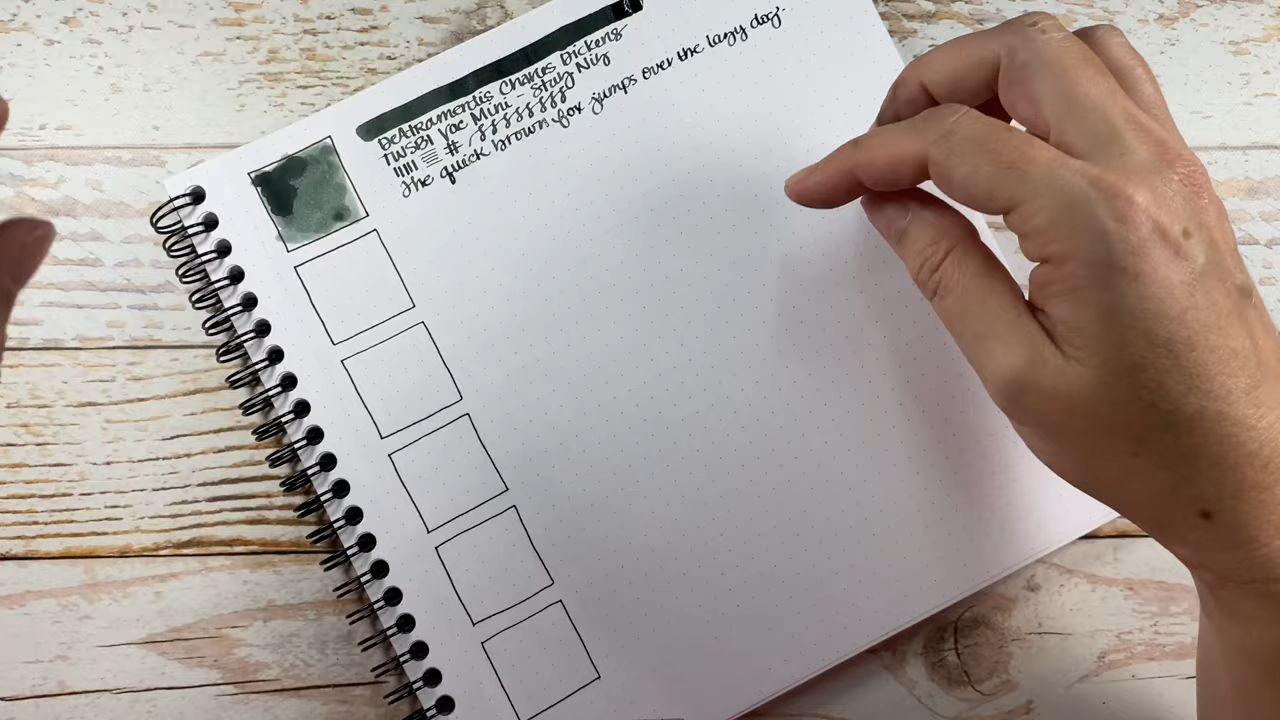 DeAtramentis Charles Dickens
TWSBI Vac Mini - Stub Nib
The quick brown fox jumps over the lazy dog.